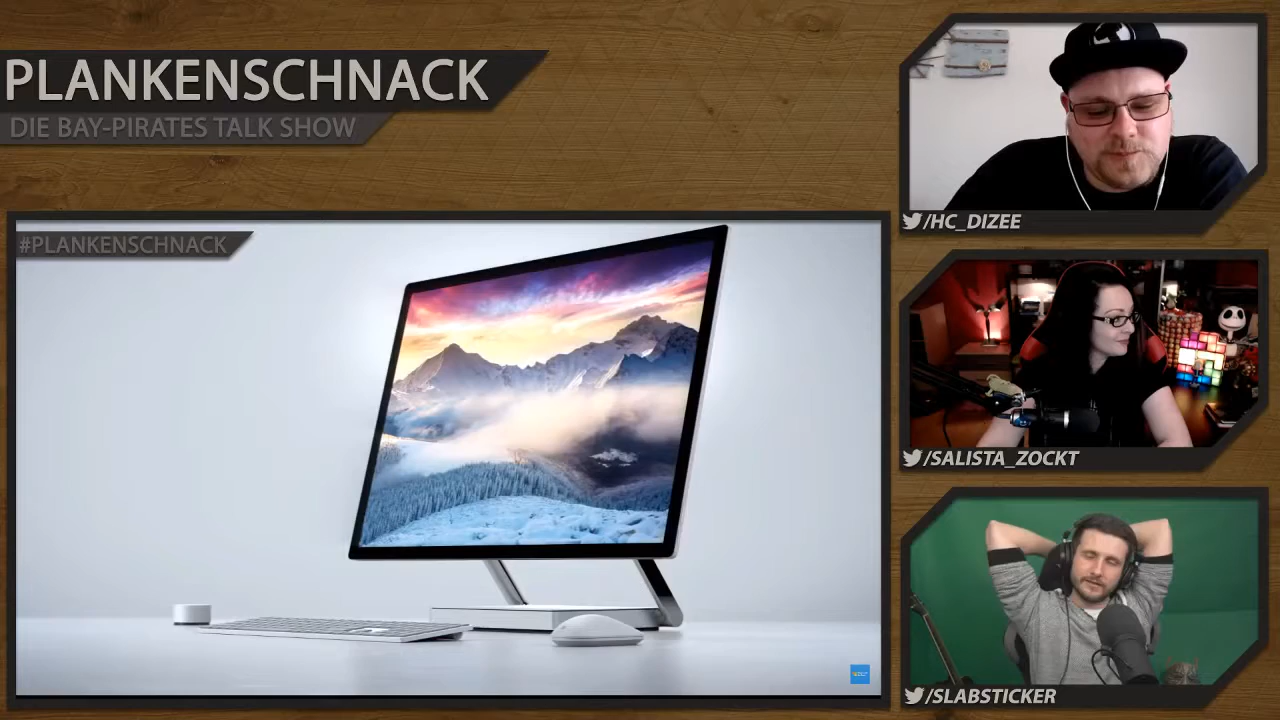 PLANKENSCHNACK
DIE BAY-PIRATES TALK SHOW
#PLANKENSCHNACK
/HC_DIZEE
/SALISTA_ZOCKT
/SLABSTICKER